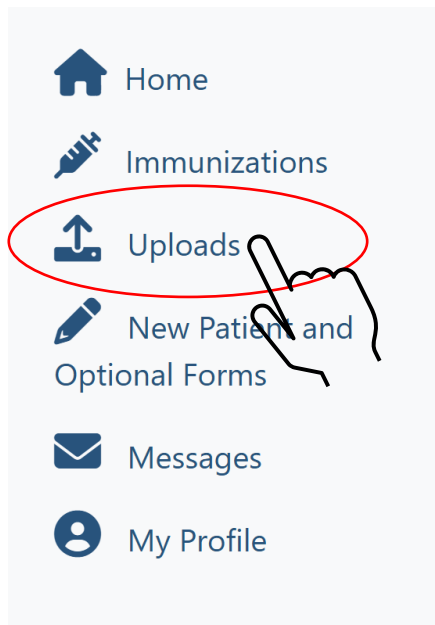 Home
Immunizations
Uploads
New Patient and
Optional Forms
Messages
My Profile